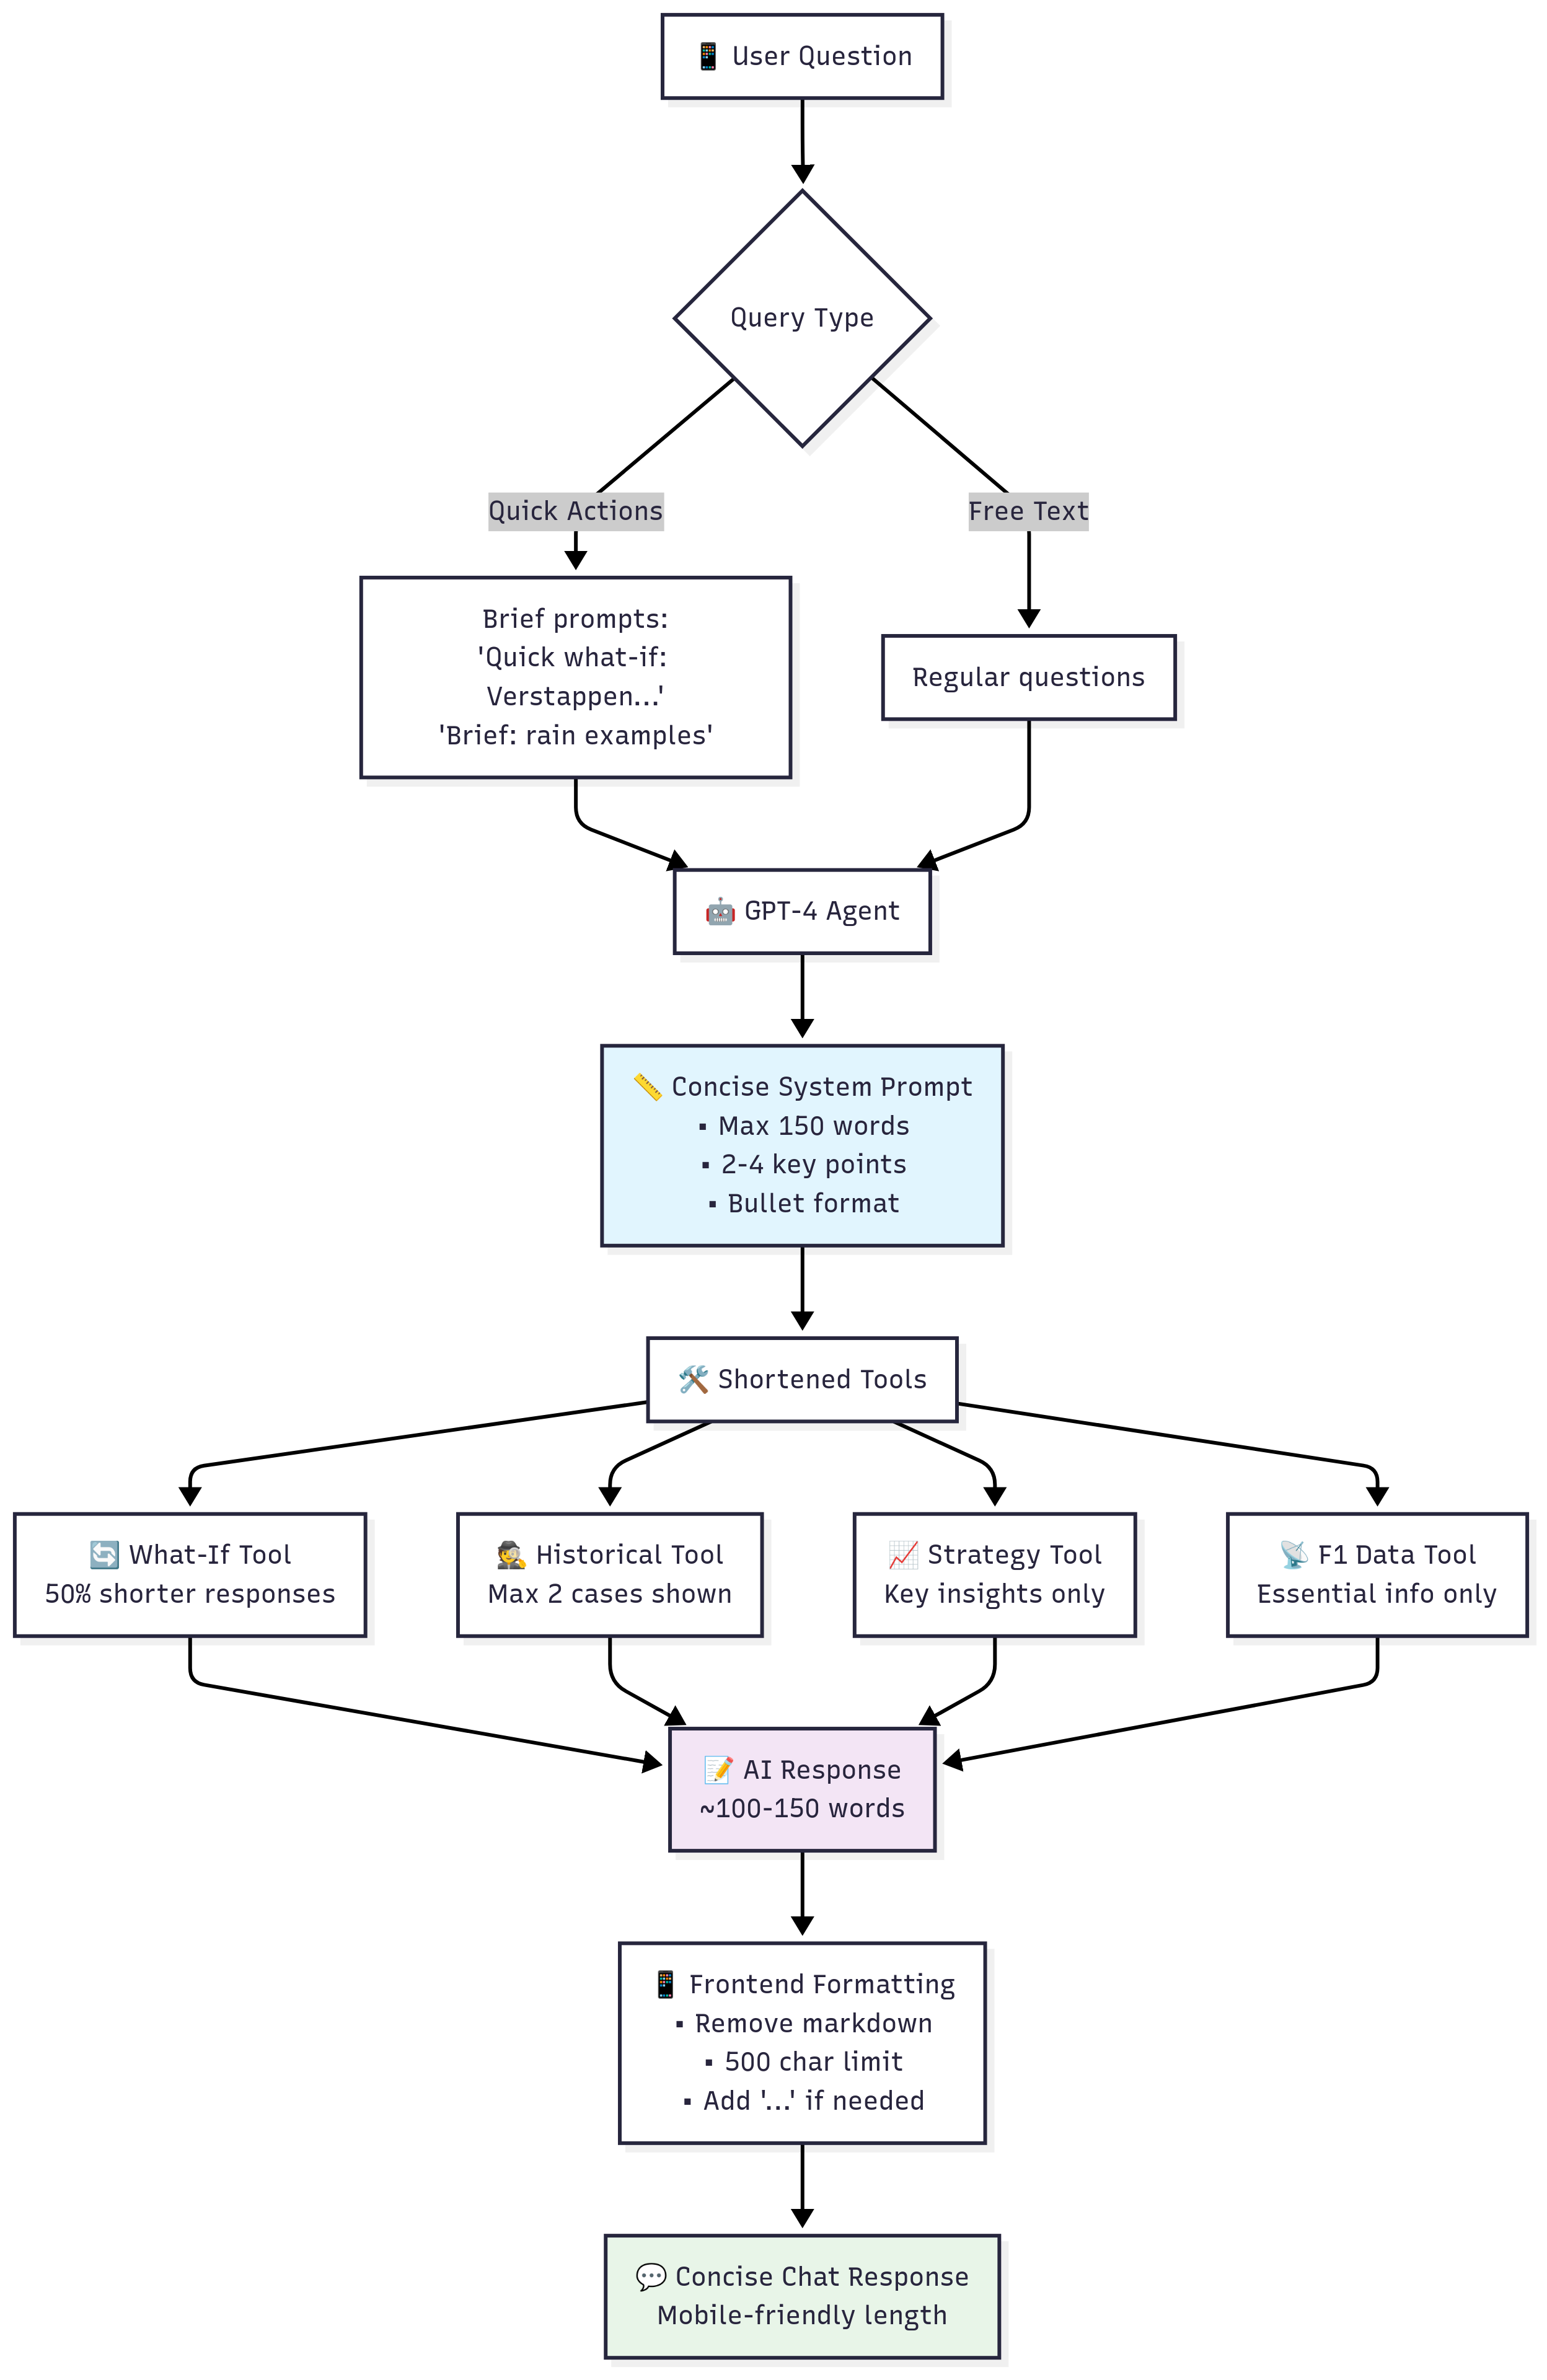 📱 User Question
Query Type
Quick Actions
Free Text
Brief prompts:
'Quick what-if:
Verstappen...'
'Brief: rain examples'
Regular questions
🤖 GPT-4 Agent
📏 Concise System Prompt
▪ Max 150 words
▪ 2-4 key points
▪ Bullet format
🛠️ Shortened Tools
🔄 What-If Tool
50% shorter responses
🕵️ Historical Tool
Max 2 cases shown
📈 Strategy Tool
Key insights only
📡 F1 Data Tool
Essential info only
📝 AI Response
~100-150 words
📱 Frontend Formatting
▪ Remove markdown
▪ 500 char limit
▪ Add '...' if needed
💬 Concise Chat Response
Mobile-friendly length